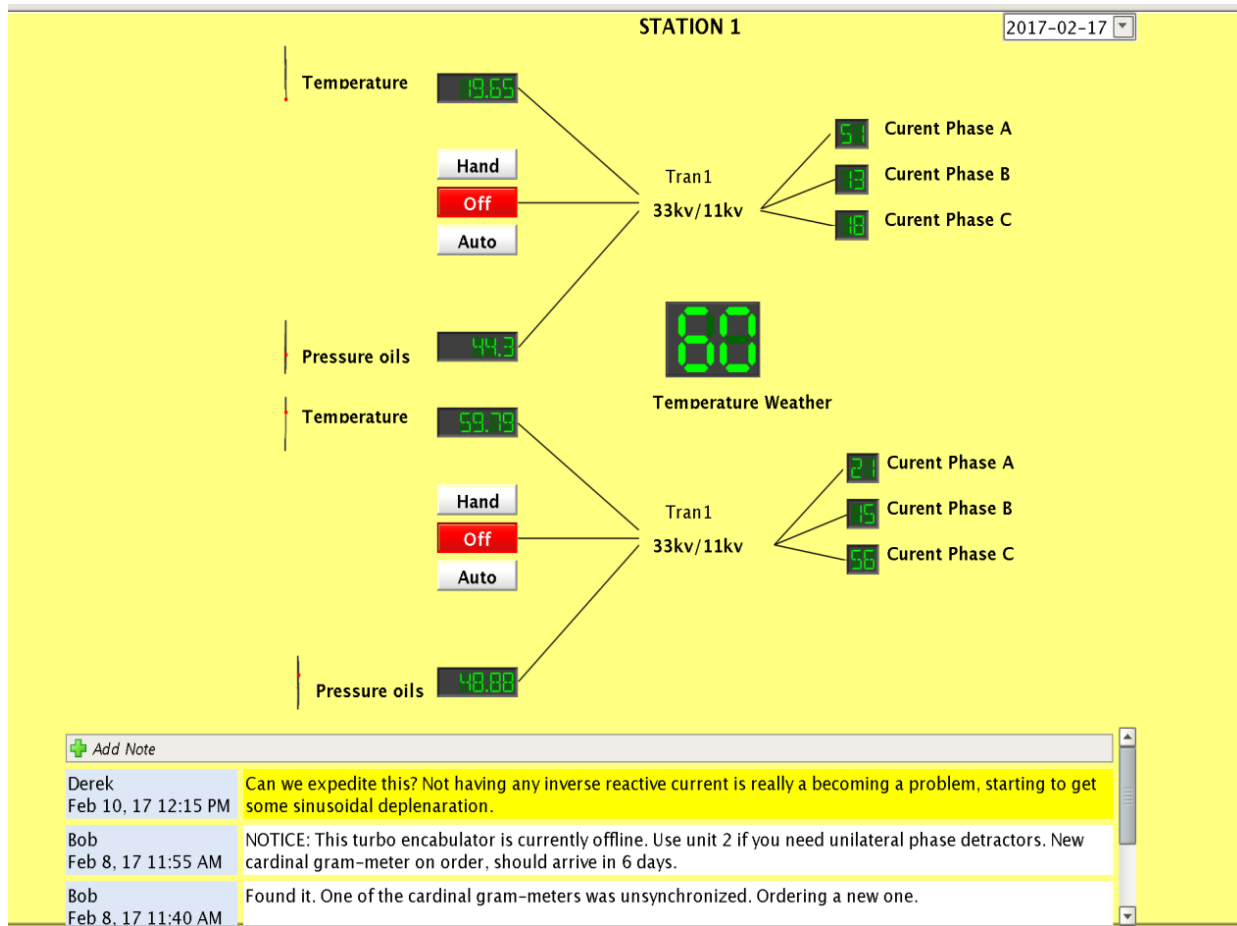 STATION 1
2017-02-17
Temperature
19.65
Hand
Off
Auto
Tran1
33kv/11kv
51
Curent Phase A
13
Curent Phase B
18
Curent Phase C
Pressure oils
44.3
60
Temperature Weather
Temperature
59.79
Hand
Off
Auto
Tran1
33kv/11kv
21
Curent Phase A
15
Curent Phase B
56
Curent Phase C
Pressure oils
48.88
Add Note
Derek
Feb 10, 17 12:15 PM
Can we expedite this? Not having any inverse reactive current is really a becoming a problem, starting to get
some sinusoidal deplenaration.
Bob
Feb 8, 17 11:55 AM
NOTICE: This turbo encabulator is currently offline. Use unit 2 if you need unilateral phase detractors. New
cardinal gram-meter on order, should arrive in 6 days.
Bob
Feb 8, 17 11:40 AM
Found it. One of the cardinal gram-meters was unsynchronized. Ordering a new one.